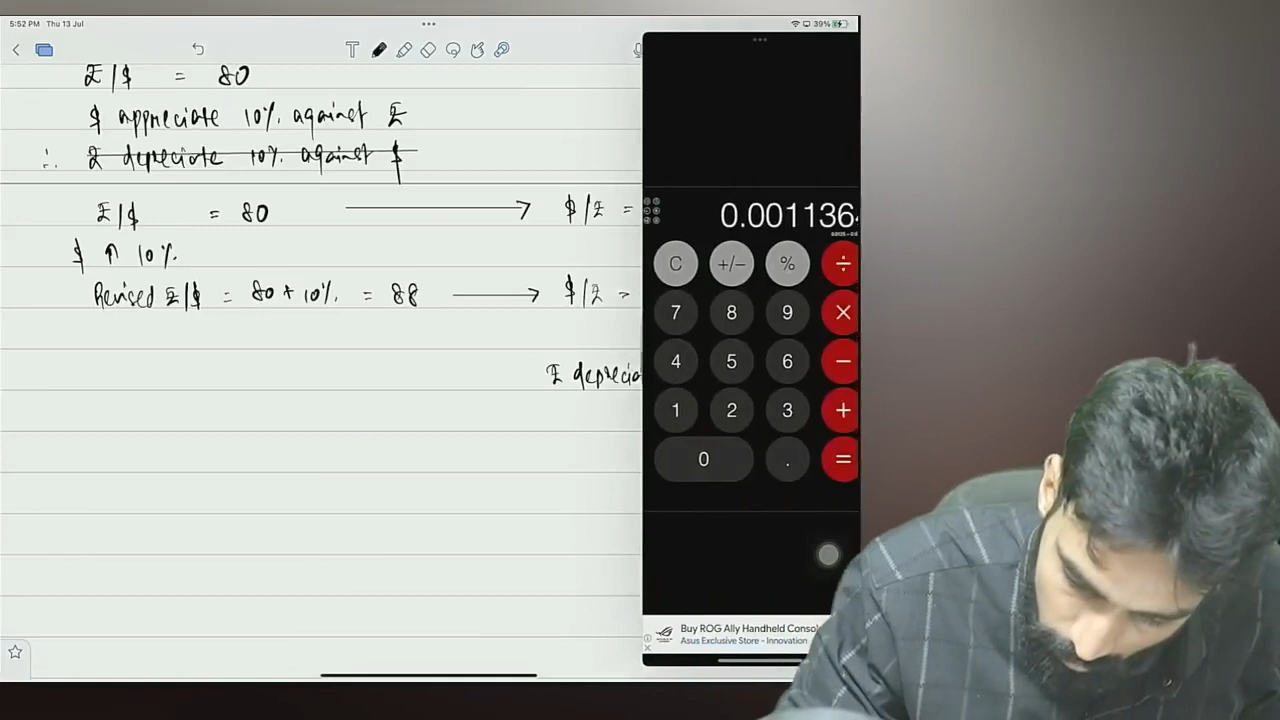 5:52 PM Thu 13 Jul
39%
₹/$ = 80
$ appreciate 10% against ₹
∴ ₹ depreciate 10% against $
₹/$ = 80 → $/₹ =
$ ↑ 10%
Revised ₹/$ = 80 + 10% = 88 → $/₹ =
₹ deprecia
0.001136
C +/- % ÷
7 8 9 ×
4 5 6 −
1 2 3 +
0 . =
Buy ROG Ally Handheld Consol
Asus Exclusive Store - Innovation